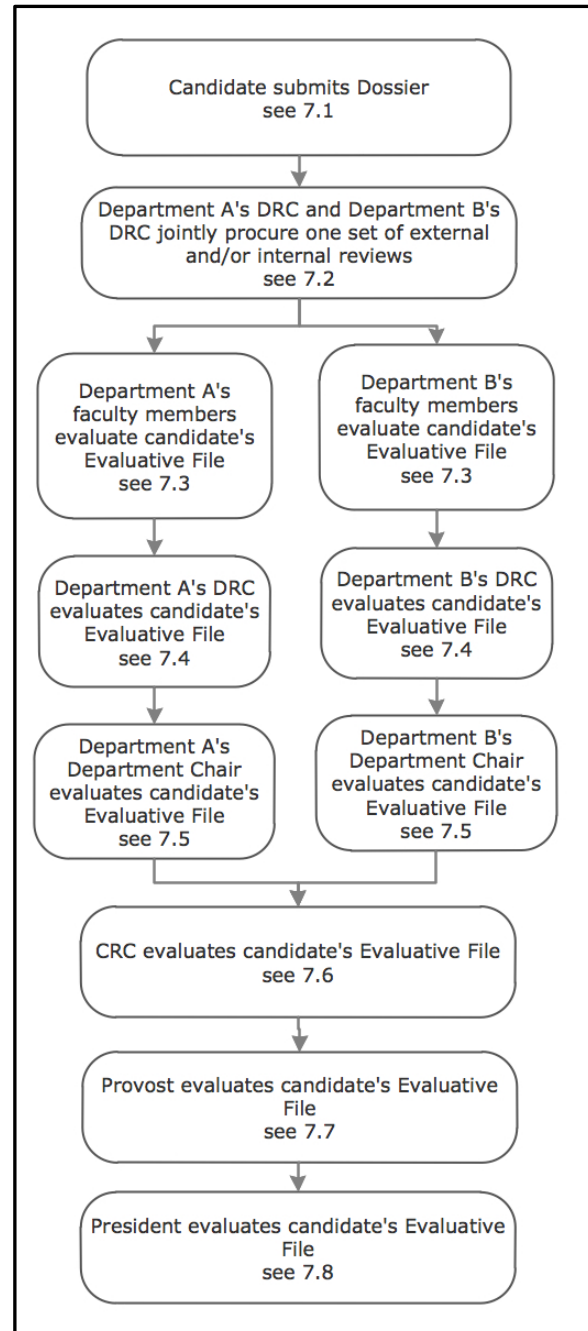 Candidate submits Dossier
see 7.1
Department A's DRC and Department B's
DRC jointly procure one set of external
and/or internal reviews
see 7.2
Department A's
faculty members
evaluate candidate's
Evaluative File
see 7.3
Department B's
faculty members
evaluate candidate's
Evaluative File
see 7.3
Department A's DRC
evaluates candidate's
Evaluative File
see 7.4
Department B's DRC
evaluates candidate's
Evaluative File
see 7.4
Department A's
Department Chair
evaluates candidate's
Evaluative File
see 7.5
Department B's
Department Chair
evaluates candidate's
Evaluative File
see 7.5
CRC evaluates candidate's Evaluative File
see 7.6
Provost evaluates candidate's Evaluative
File
see 7.7
President evaluates candidate's Evaluative
File
see 7.8